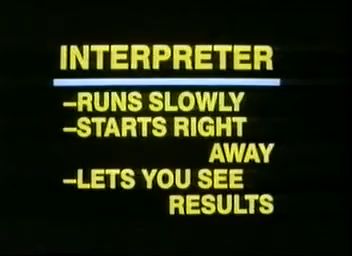 INTERPRETER
–RUNS SLOWLY
–STARTS RIGHT
AWAY
–LETS YOU SEE
RESULTS